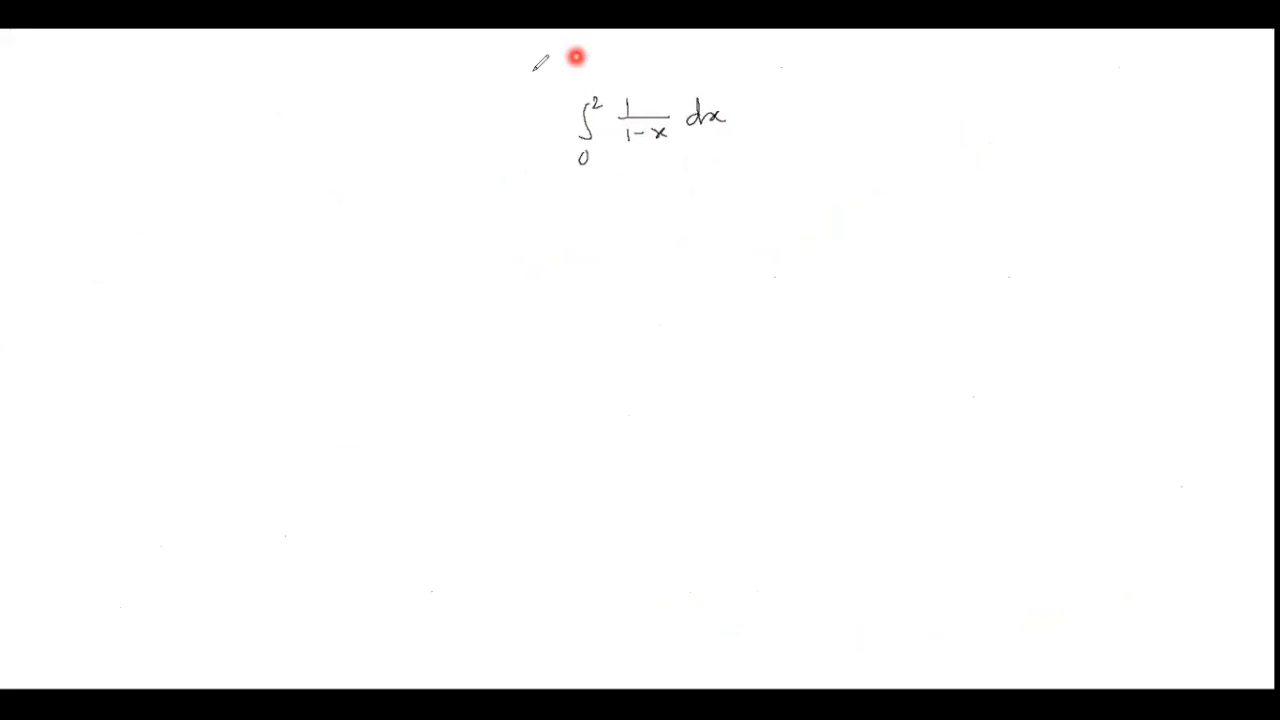 ∫₀² 1/(1-x) dx